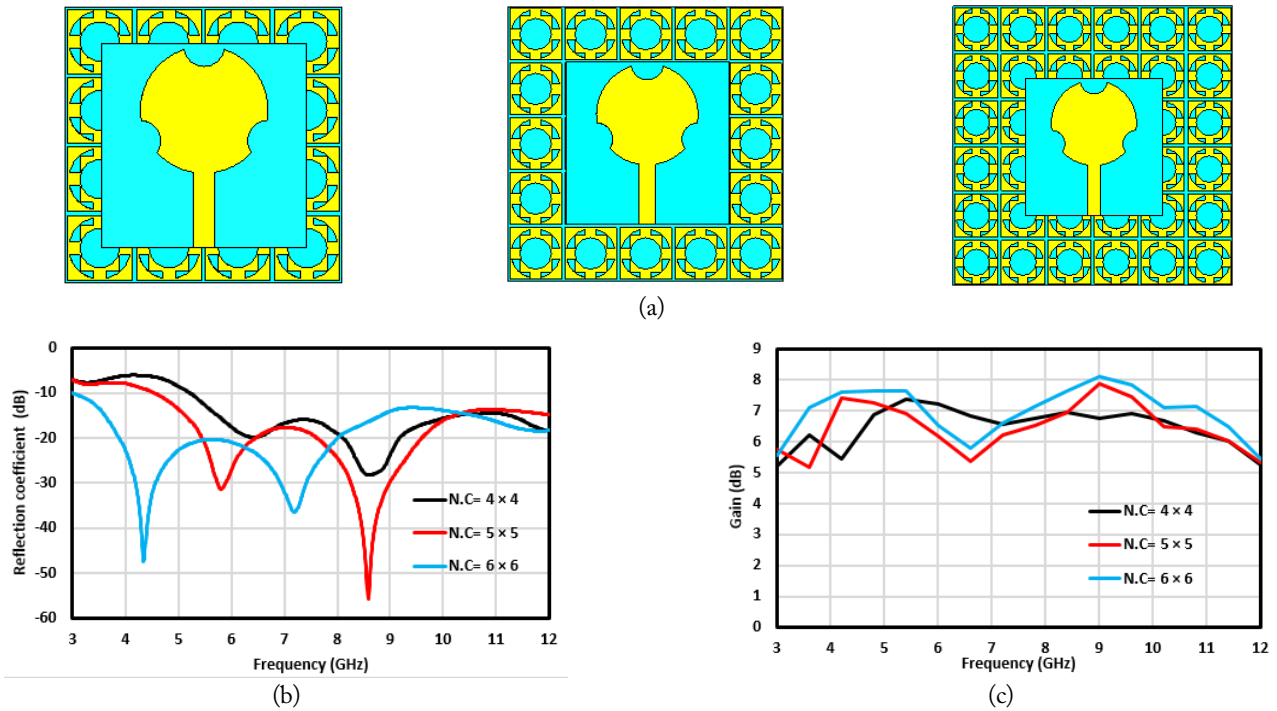 (a)
0
-10
-20
-30
-40
-50
-60
Reflection coefficient (dB)
N.C= 4 × 4
N.C= 5 × 5
N.C= 6 × 6
3 4 5 6 7 8 9 10 11 12
Frequency (GHz)
(b)
9
8
7
6
5
4
3
2
1
0
Gain (dB)
N.C= 4 × 4
N.C= 5 × 5
N.C= 6 × 6
3 4 5 6 7 8 9 10 11 12
Frequency (GHz)
(c)